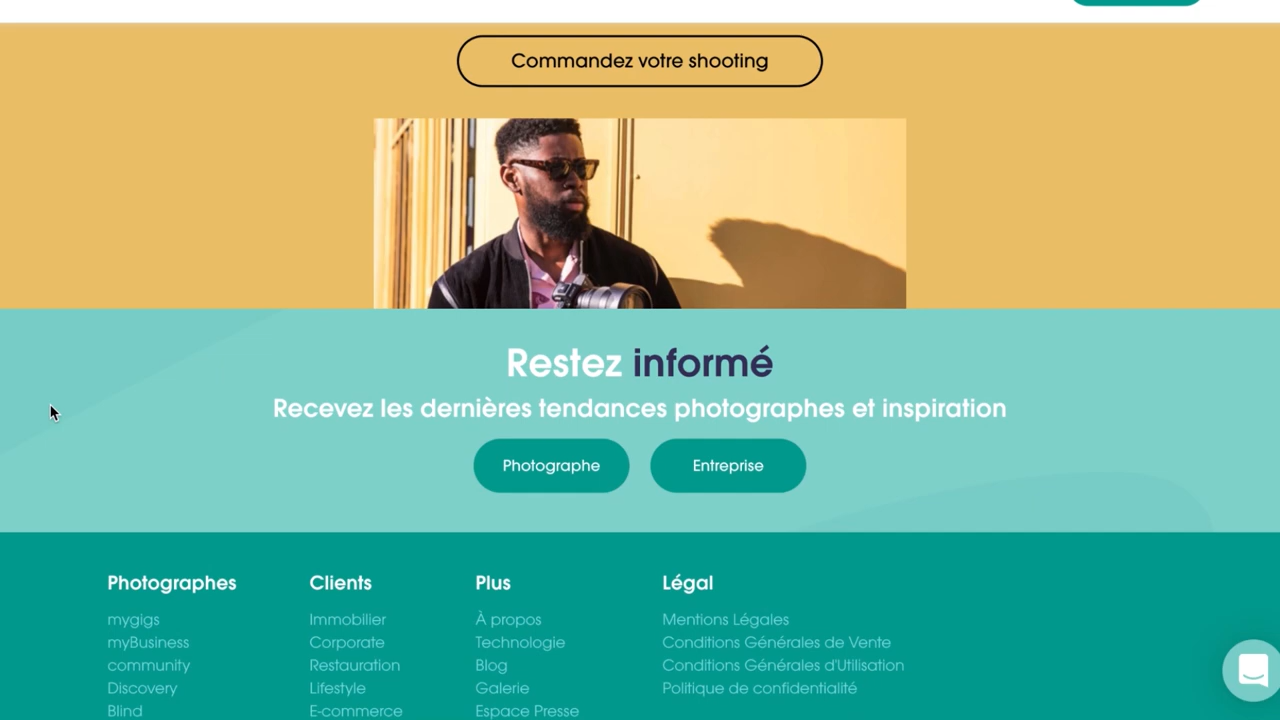 Commandez votre shooting
Restez informé
Recevez les dernières tendances photographes et inspiration
Photographe
Entreprise
Photographes
mygigs
myBusiness
community
Discovery
Blind
Clients
Immobilier
Corporate
Restauration
Lifestyle
E-commerce
Plus
À propos
Technologie
Blog
Galerie
Espace Presse
Légal
Mentions Légales
Conditions Générales de Vente
Conditions Générales d'Utilisation
Politique de confidentialité